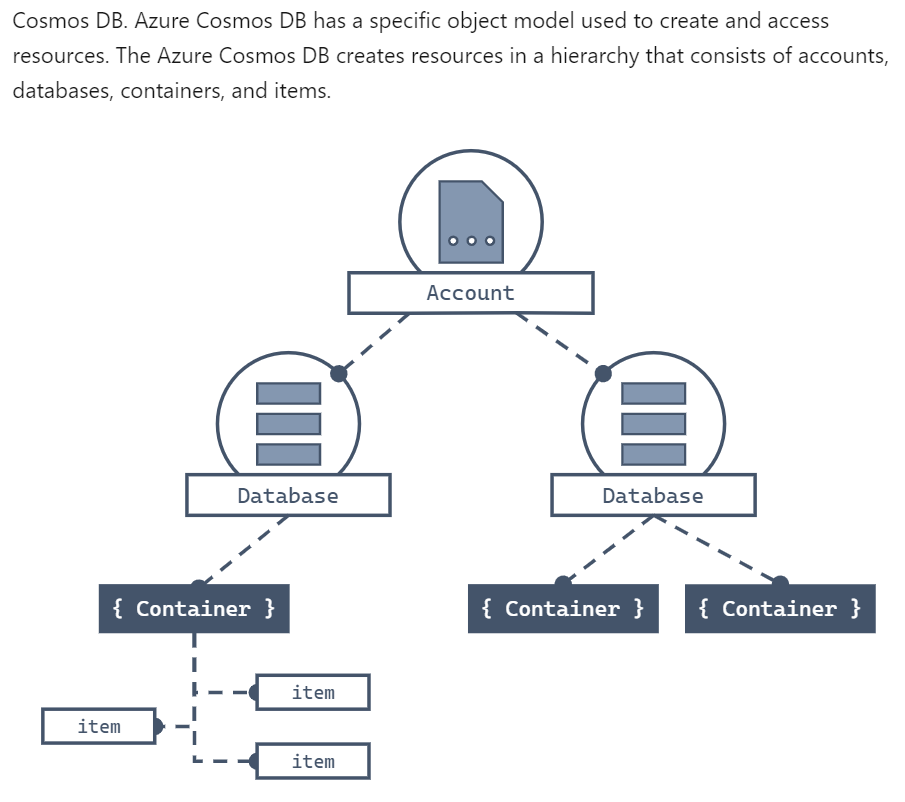 Cosmos DB. Azure Cosmos DB has a specific object model used to create and access
resources. The Azure Cosmos DB creates resources in a hierarchy that consists of accounts,
databases, containers, and items.
Account
Database
Database
{ Container }
{ Container }
{ Container }
item
item
item